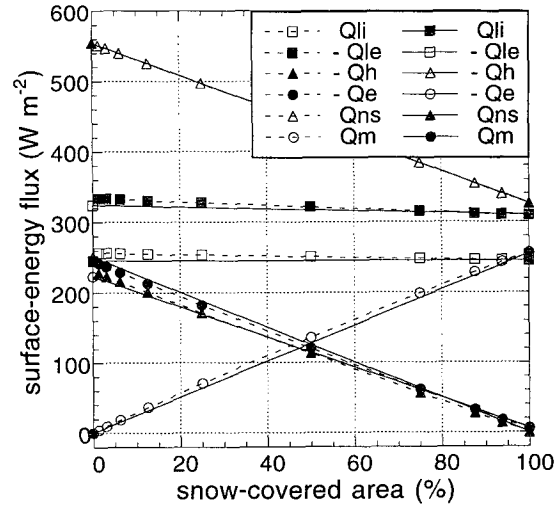 600
500
400
300
200
100
0
surface-energy flux (W m-2)
Qli
- Qle
- Qh
- Qe
Qns
Qm
Qli
- Qle
- Qh
- Qe
Qns
Qm
0 20 40 60 80 100
snow-covered area (%)